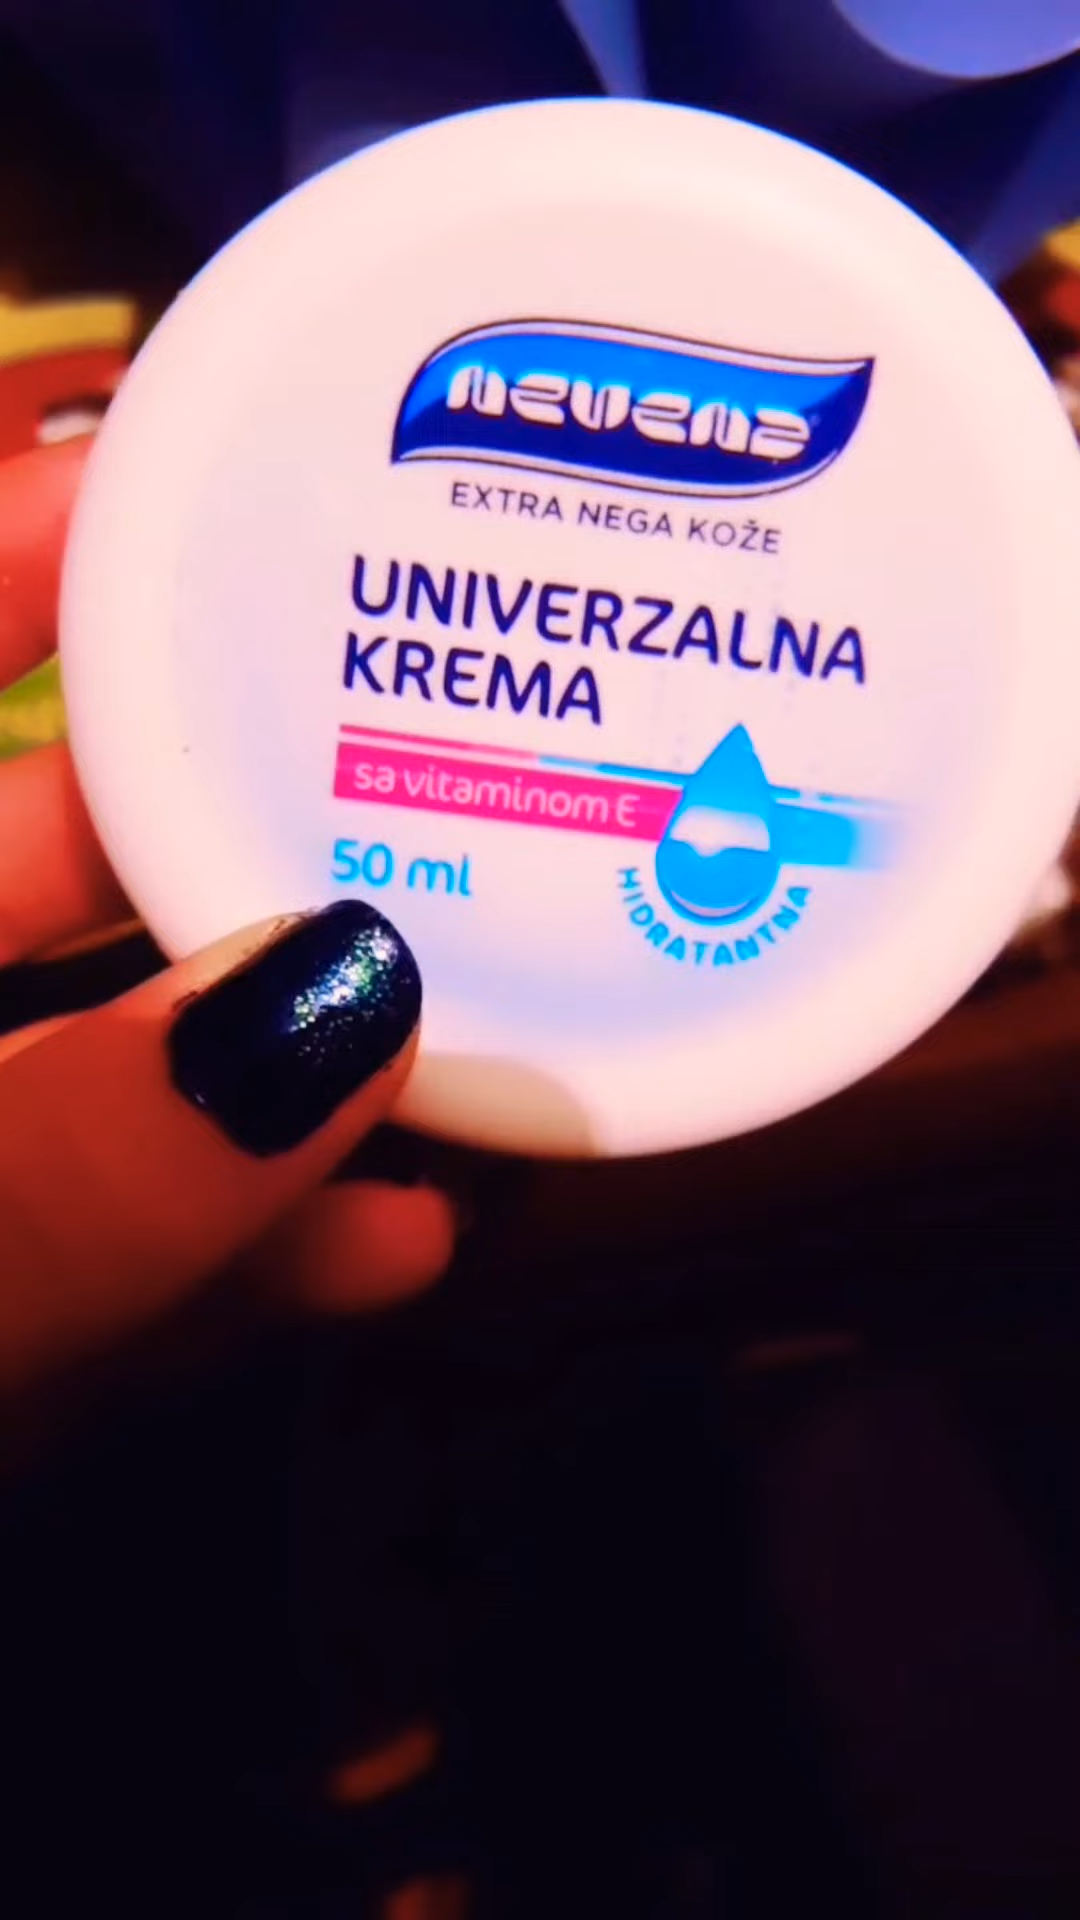 nevena
EXTRA NEGA KOŽE
UNIVERZALNA
KREMA
sa vitaminom E
50 ml
HIDRATANTNA